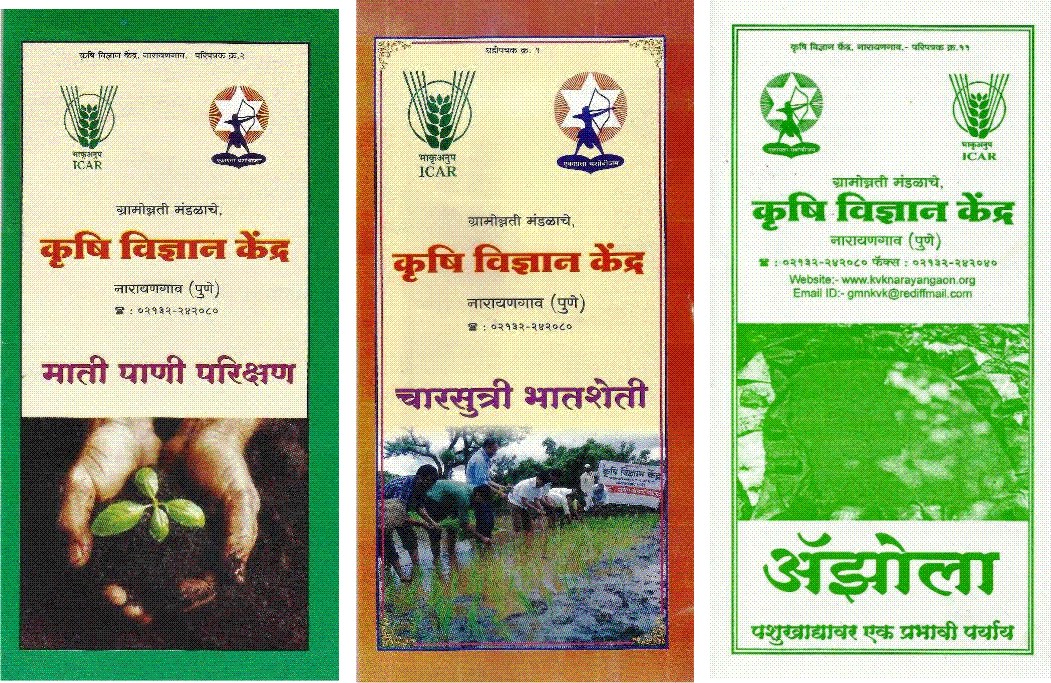 कृषि विज्ञान केंद्र, नारायणगाव, परिपत्रक क्र.२
भाकृअनुप
ICAR
ग्रामोन्नती मंडळाचे,
कृषि विज्ञान केंद्र
नारायणगाव (पुणे)
☎ : ०२१३२-२४२०८०
माती पाणी परिक्षण
घडीपत्रक क्र. १
भाकृअनुप
ICAR
ग्रामोन्नती मंडळाचे,
कृषि विज्ञान केंद्र
नारायणगाव (पुणे)
☎ : ०२१३२-२४२०८०
चारसुत्री भातशेती
कृषि विज्ञान केंद्र
कृषि विज्ञान केंद्र, नारायणगाव,- परिपत्रक क्र.११
भाकृअनुप
ICAR
ग्रामोन्नती मंडळाचे,
कृषि विज्ञान केंद्र
नारायणगाव (पुणे)
☎ : ०२१३२-२४२०८० फॅक्स : ०२१३२-२४२०४०
Website:- www.kvknarayangaon.org
Email ID:- gmnkvk@rediffmail.com
ॲझोला
पशुखाद्यावर एक प्रभावी पर्याय